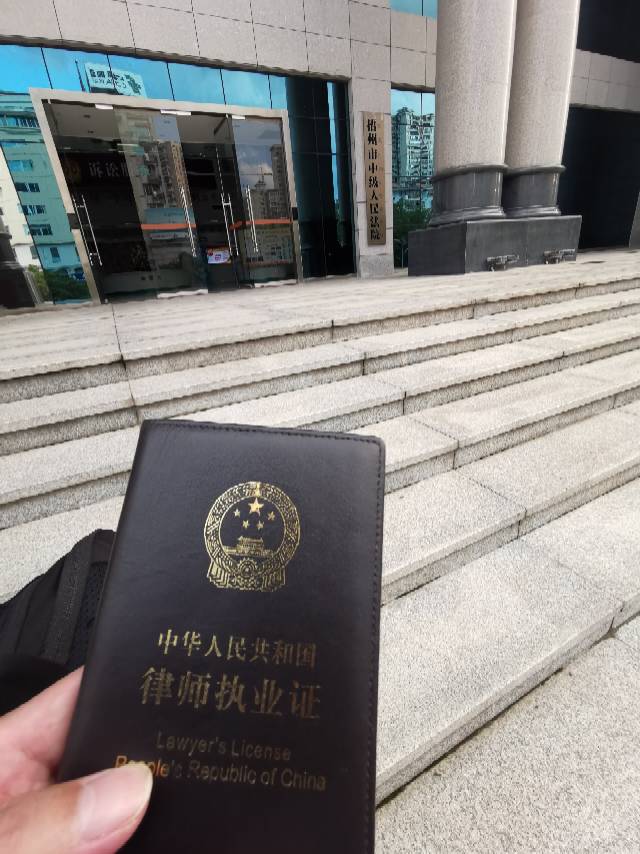 诉讼服
梧州市中级人民法院
中华人民共和国
律师执业证
Lawyer's License
People's Republic of China